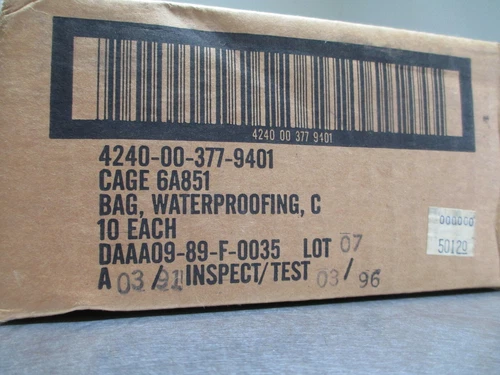 4240 00 377 9401
4240-00-377-9401
CAGE 6A851
BAG, WATERPROOFING, C
10 EACH
DAAA09-89-F-0035 LOT 07
A 03/91 INSPECT/TEST 03/96
000000
50120